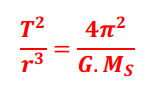 T²/r³ = 4π²/G.M_S